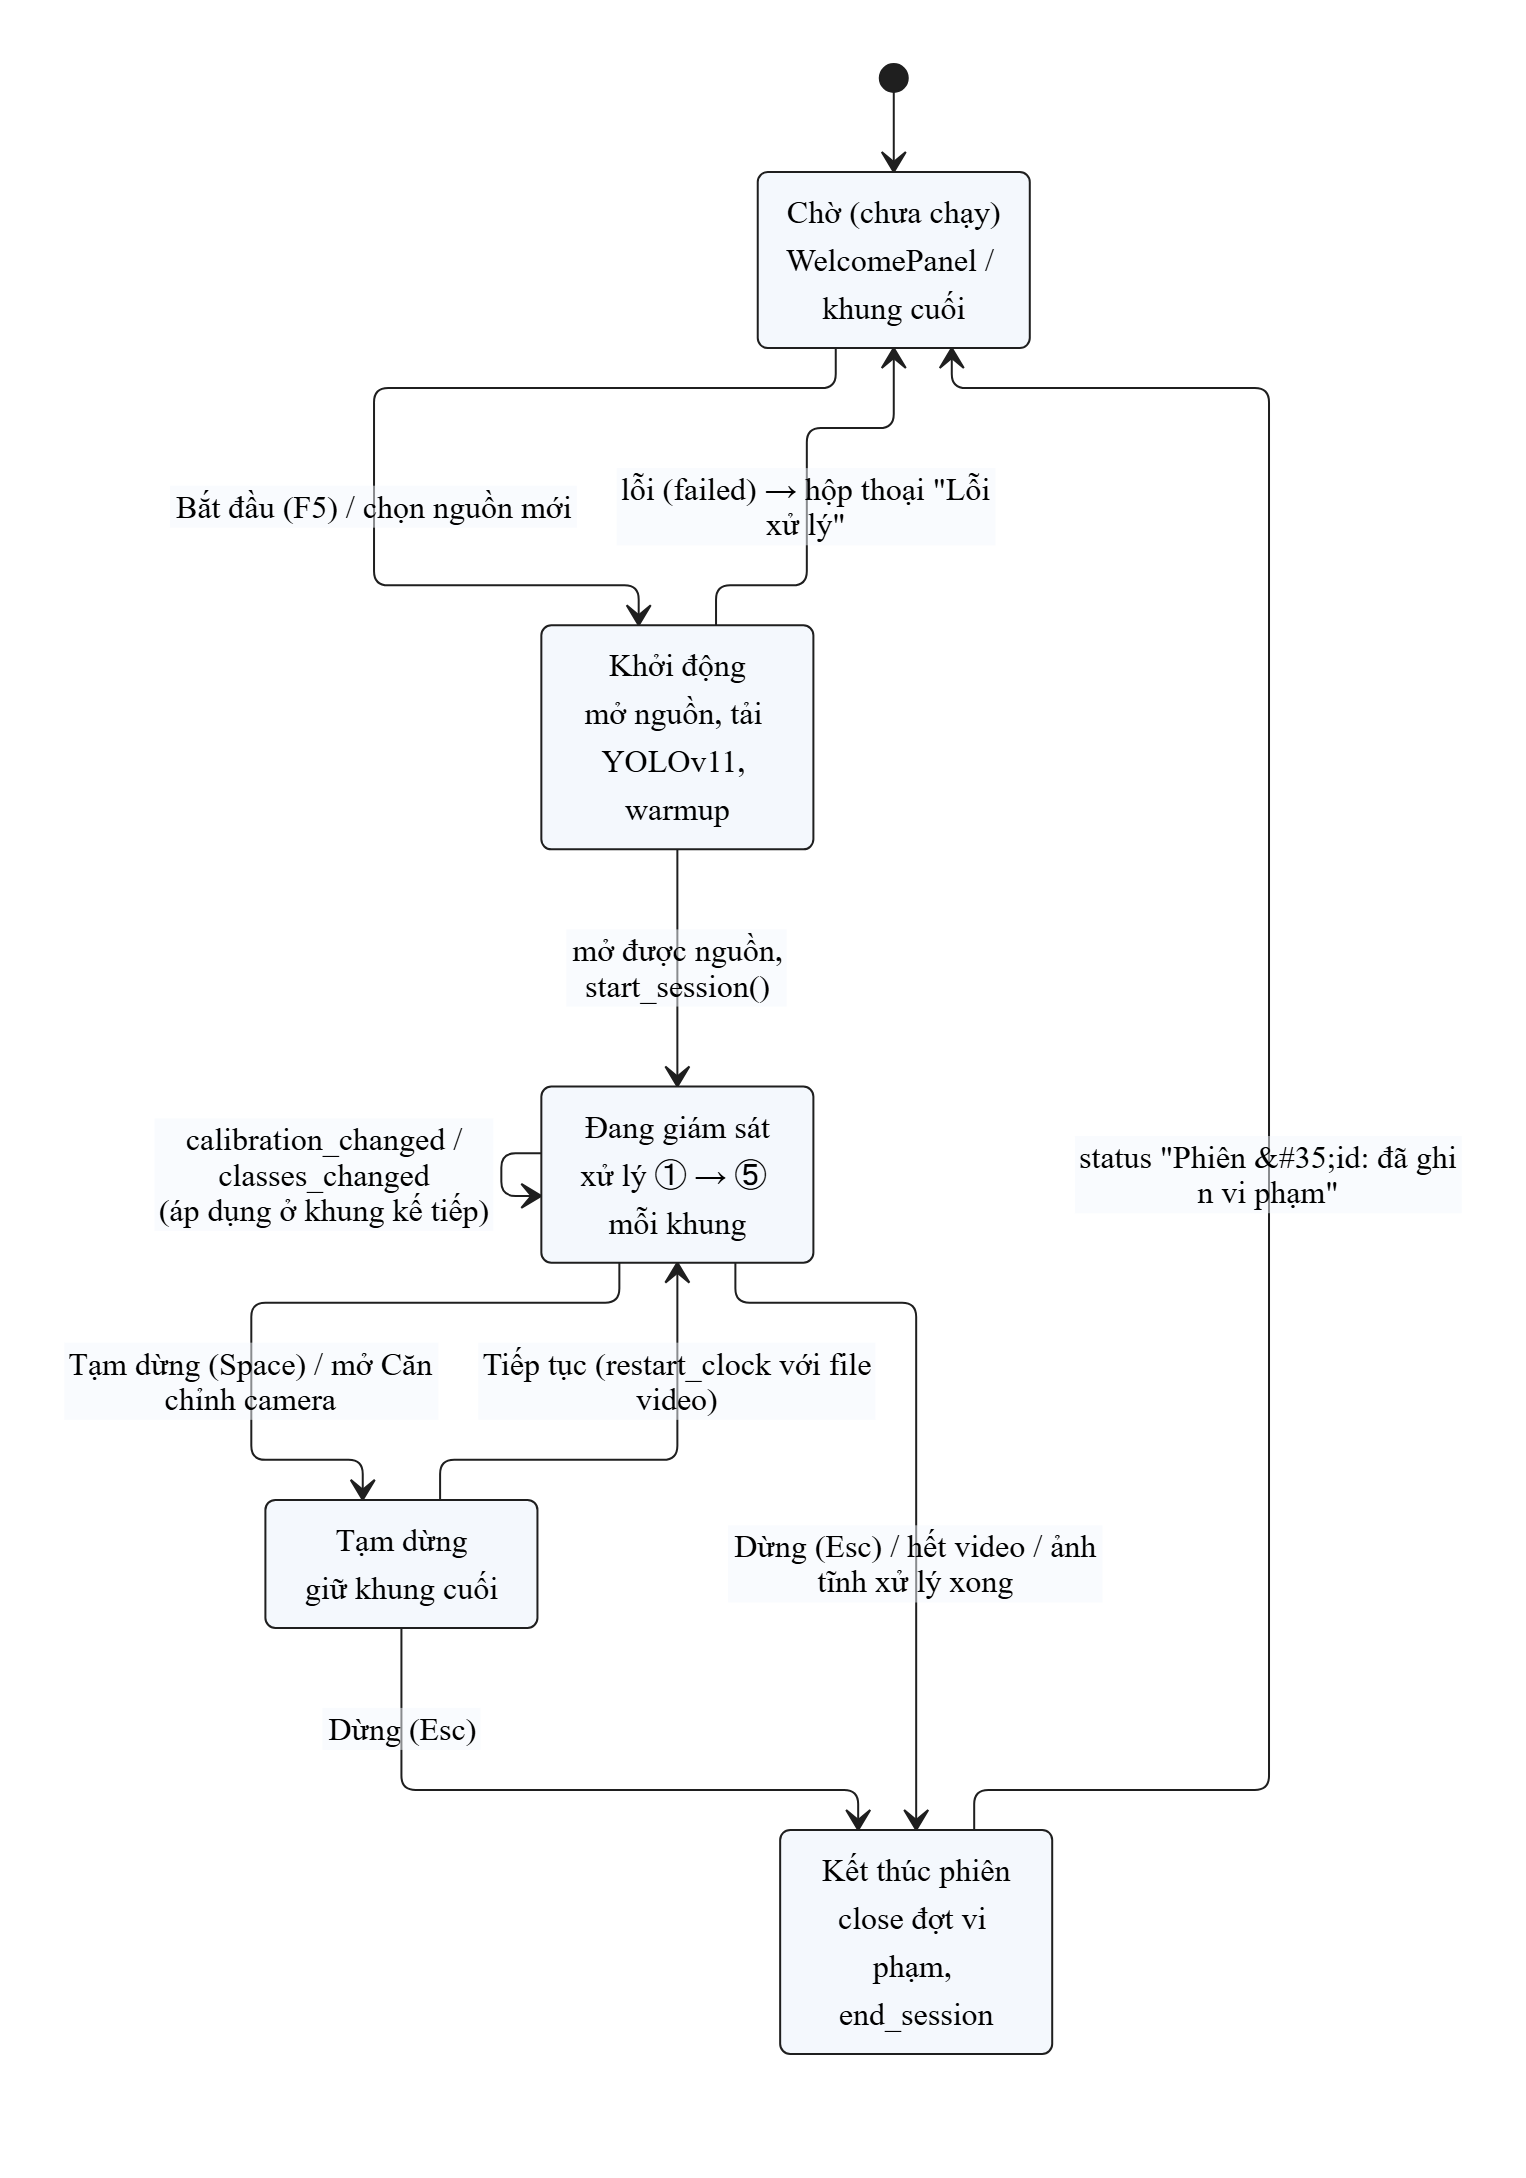 Chờ (chưa chạy)
WelcomePanel /
khung cuối
Bắt đầu (F5) / chọn nguồn mới
lỗi (failed) → hộp thoại "Lỗi
xử lý"
Khởi động
mở nguồn, tải
YOLOv11,
warmup
mở được nguồn,
start_session()
Đang giám sát
xử lý ① → ⑤
mỗi khung
calibration_changed /
classes_changed
(áp dụng ở khung kế tiếp)
status "Phiên &#35;id: đã ghi
n vi phạm"
Tạm dừng (Space) / mở Căn
chỉnh camera
Tiếp tục (restart_clock với file
video)
Tạm dừng
giữ khung cuối
Dừng (Esc) / hết video / ảnh
tĩnh xử lý xong
Dừng (Esc)
Kết thúc phiên
close đợt vi
phạm,
end_session